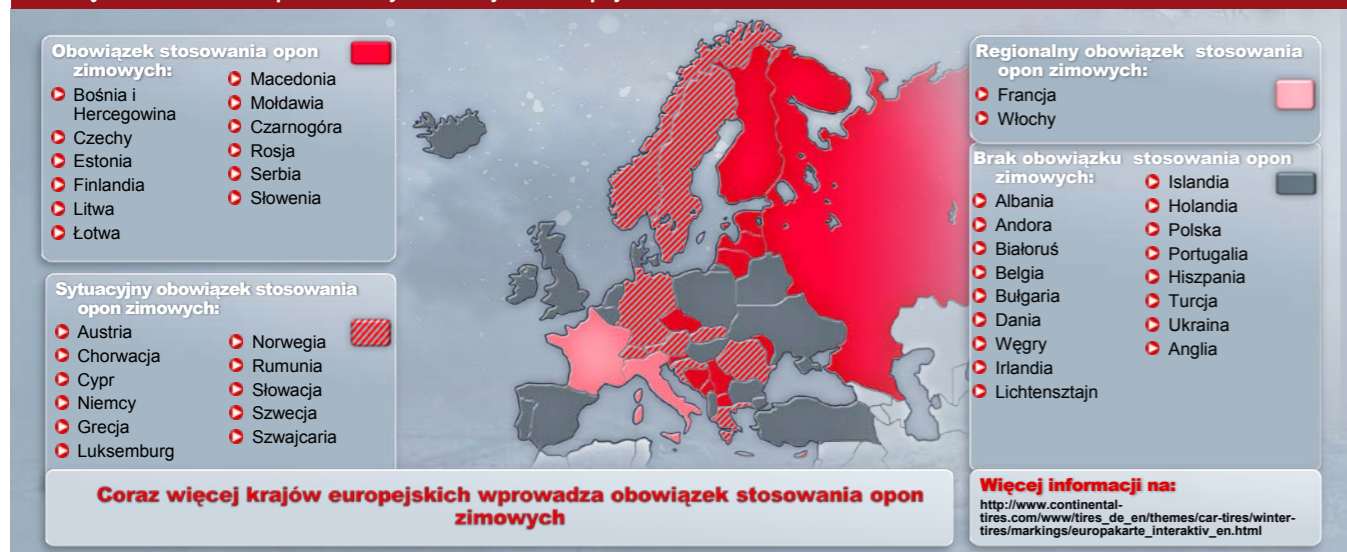 Obowiązek stosowania opon
zimowych:
Bośnia i
Hercegowina
Czechy
Estonia
Finlandia
Litwa
Łotwa
Macedonia
Mołdawia
Czarnogóra
Rosja
Serbia
Słowenia
Sytuacyjny obowiązek stosowania
opon zimowych:
Austria
Chorwacja
Cypr
Niemcy
Grecja
Luksemburg
Norwegia
Rumunia
Słowacja
Szwecja
Szwajcaria
Regionalny obowiązek stosowania
opon zimowych:
Francja
Włochy
Brak obowiązku stosowania opon
zimowych:
Albania
Andora
Białoruś
Belgia
Bułgaria
Dania
Węgry
Irlandia
Lichtensztajn
Islandia
Holandia
Polska
Portugalia
Hiszpania
Turcja
Ukraina
Anglia
Coraz więcej krajów europejskich wprowadza obowiązek stosowania opon
zimowych
Więcej informacji na:
http://www.continental-
tires.com/www/tires_de_en/themes/car-tires/winter-
tires/markings/europakarte_interaktiv_en.html